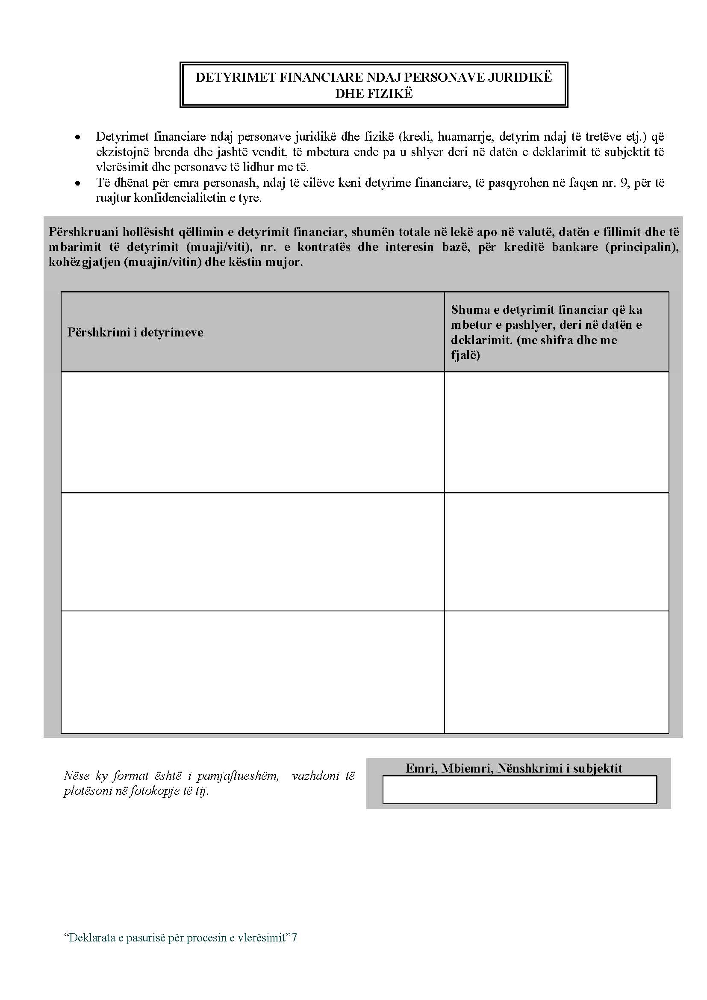 DETYRIMET FINANCIARE NDAJ PERSONAVE JURIDIKË
DHE FIZIKË
• Detyrimet financiare ndaj personave juridikë dhe fizikë (kredi, huamarrje, detyrim ndaj të tretëve etj.) që
ekzistojnë brenda dhe jashtë vendit, të mbetura ende pa u shlyer deri në datën e deklarimit të subjektit të
vlerësimit dhe personave të lidhur me të.
• Të dhënat për emra personash, ndaj të cilëve keni detyrime financiare, të pasqyrohen në faqen nr. 9, për të
ruajtur konfidencialitetin e tyre.
Përshkruani hollësisht qëllimin e detyrimit financiar, shumën totale në lekë apo në valutë, datën e fillimit dhe të
mbarimit të detyrimit (muaji/viti), nr. e kontratës dhe interesin bazë, për kreditë bankare (principalin),
kohëzgjatjen (muajin/vitin) dhe këstin mujor.
Përshkrimi i detyrimeve
Shuma e detyrimit financiar që ka
mbetur e pashlyer, deri në datën e
deklarimit. (me shifra dhe me
fjalë)
Nëse ky format është i pamjaftueshëm, vazhdoni të
plotësoni në fotokopje të tij.
Emri, Mbiemri, Nënshkrimi i subjektit
“Deklarata e pasurisë për procesin e vlerësimit”7